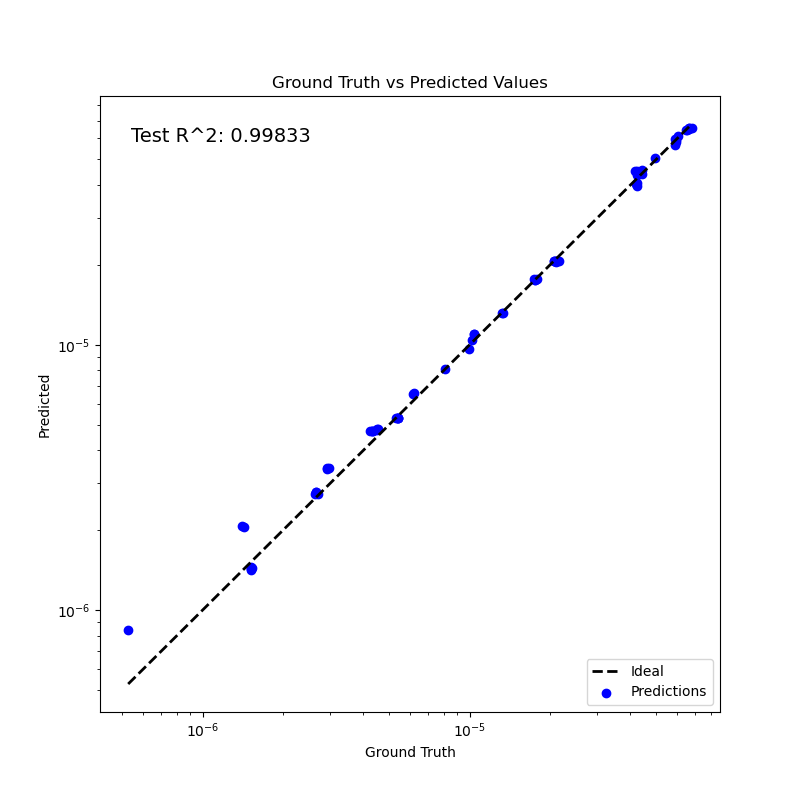 Ground Truth vs Predicted Values
Test R^2: 0.99833
10⁻⁵
10⁻⁶
Predicted
10⁻⁶
10⁻⁵
Ground Truth
Ideal
Predictions